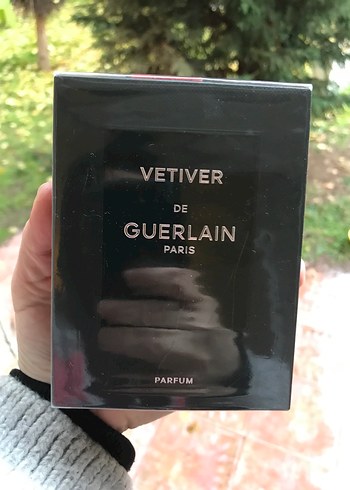 VETIVER
DE
GUERLAIN
PARIS
PARFUM